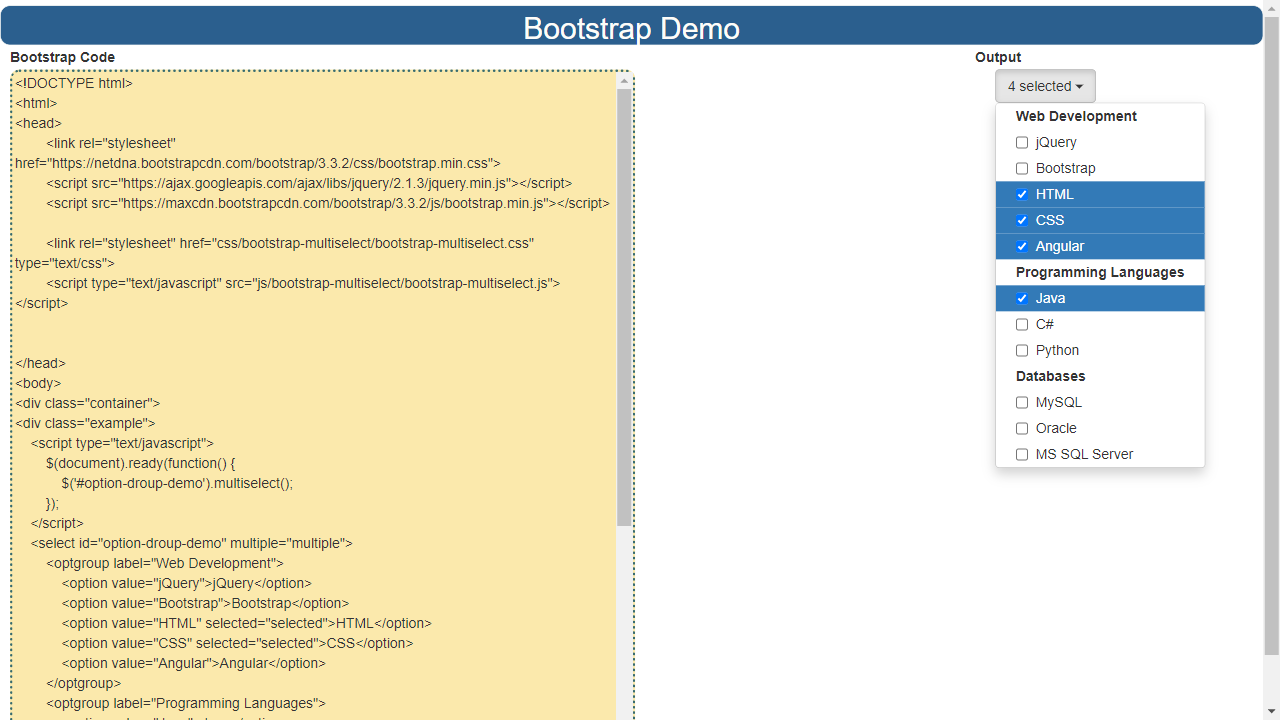 Bootstrap Demo
Bootstrap Code
<!DOCTYPE html>
<html>
<head>
<link rel="stylesheet"
href="https://netdna.bootstrapcdn.com/bootstrap/3.3.2/css/bootstrap.min.css">
<script src="https://ajax.googleapis.com/ajax/libs/jquery/2.1.3/jquery.min.js"></script>
<script src="https://maxcdn.bootstrapcdn.com/bootstrap/3.3.2/js/bootstrap.min.js"></script>
<link rel="stylesheet" href="css/bootstrap-multiselect/bootstrap-multiselect.css"
type="text/css">
<script type="text/javascript" src="js/bootstrap-multiselect/bootstrap-multiselect.js">
</script>
</head>
<body>
<div class="container">
<div class="example">
<script type="text/javascript">
$(document).ready(function() {
$('#option-droup-demo').multiselect();
});
</script>
<select id="option-droup-demo" multiple="multiple">
<optgroup label="Web Development">
<option value="jQuery">jQuery</option>
<option value="Bootstrap">Bootstrap</option>
<option value="HTML" selected="selected">HTML</option>
<option value="CSS" selected="selected">CSS</option>
<option value="Angular">Angular</option>
</optgroup>
<optgroup label="Programming Languages">
Output
4 selected
Web Development
jQuery
Bootstrap
HTML
CSS
Angular
Programming Languages
Java
C#
Python
Databases
MySQL
Oracle
MS SQL Server